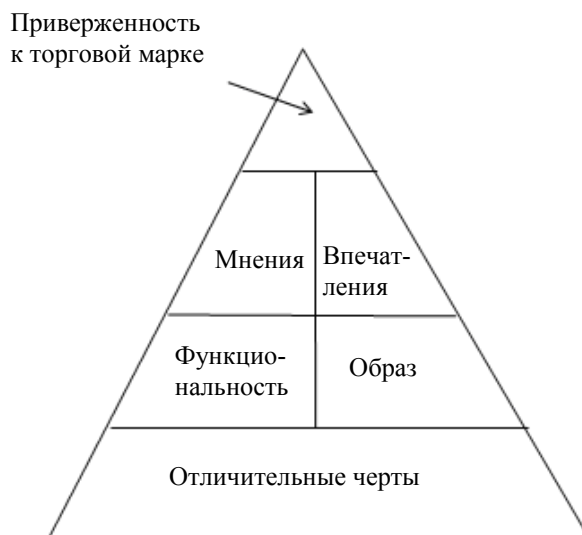 Приверженность
к торговой марке
Мнения
Впечат-
ления
Функцио-
нальность
Образ
Отличительные черты